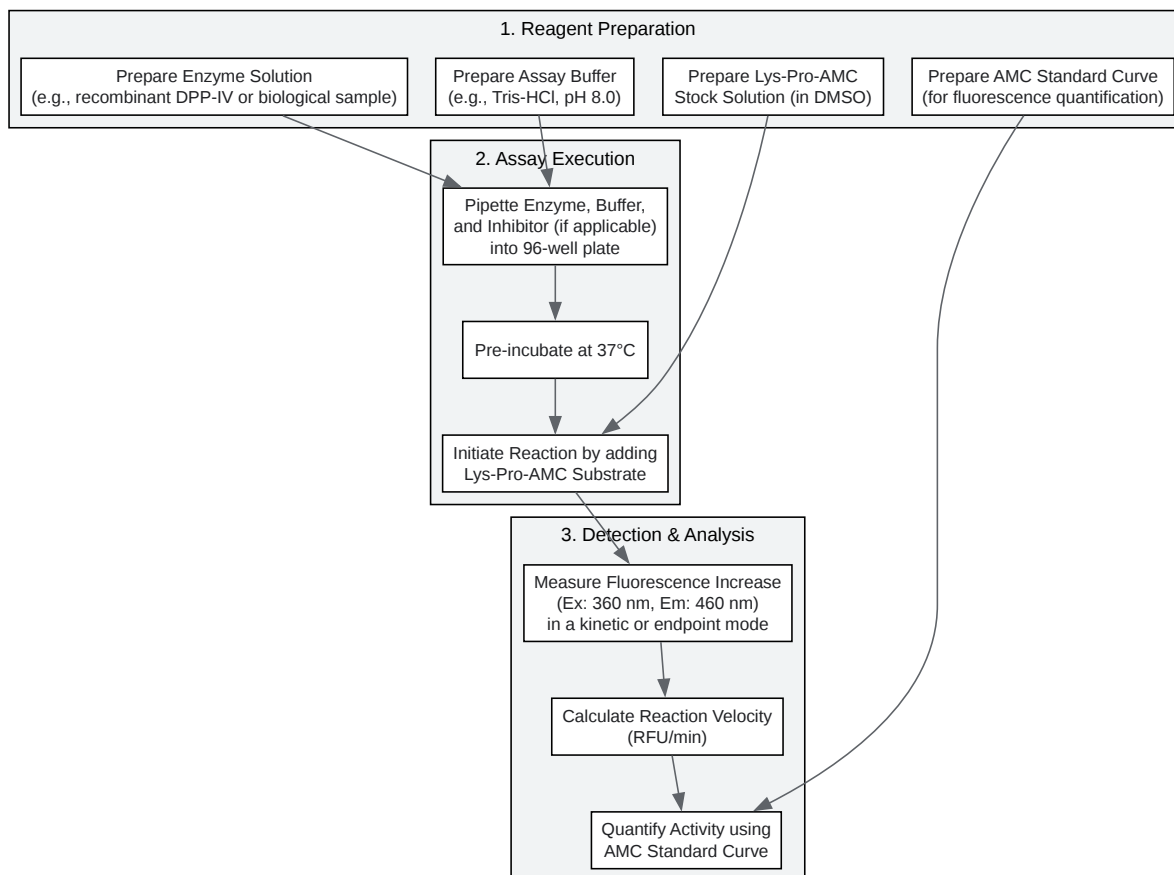 1. Reagent Preparation
Prepare Enzyme Solution
(e.g., recombinant DPP-IV or biological sample)
Prepare Assay Buffer
(e.g., Tris-HCl, pH 8.0)
Prepare Lys-Pro-AMC
Stock Solution (in DMSO)
Prepare AMC Standard Curve
(for fluorescence quantification)
2. Assay Execution
Pipette Enzyme, Buffer,
and Inhibitor (if applicable)
into 96-well plate
Pre-incubate at 37°C
Initiate Reaction by adding
Lys-Pro-AMC Substrate
3. Detection & Analysis
Measure Fluorescence Increase
(Ex: 360 nm, Em: 460 nm)
in a kinetic or endpoint mode
Calculate Reaction Velocity
(RFU/min)
Quantify Activity using
AMC Standard Curve